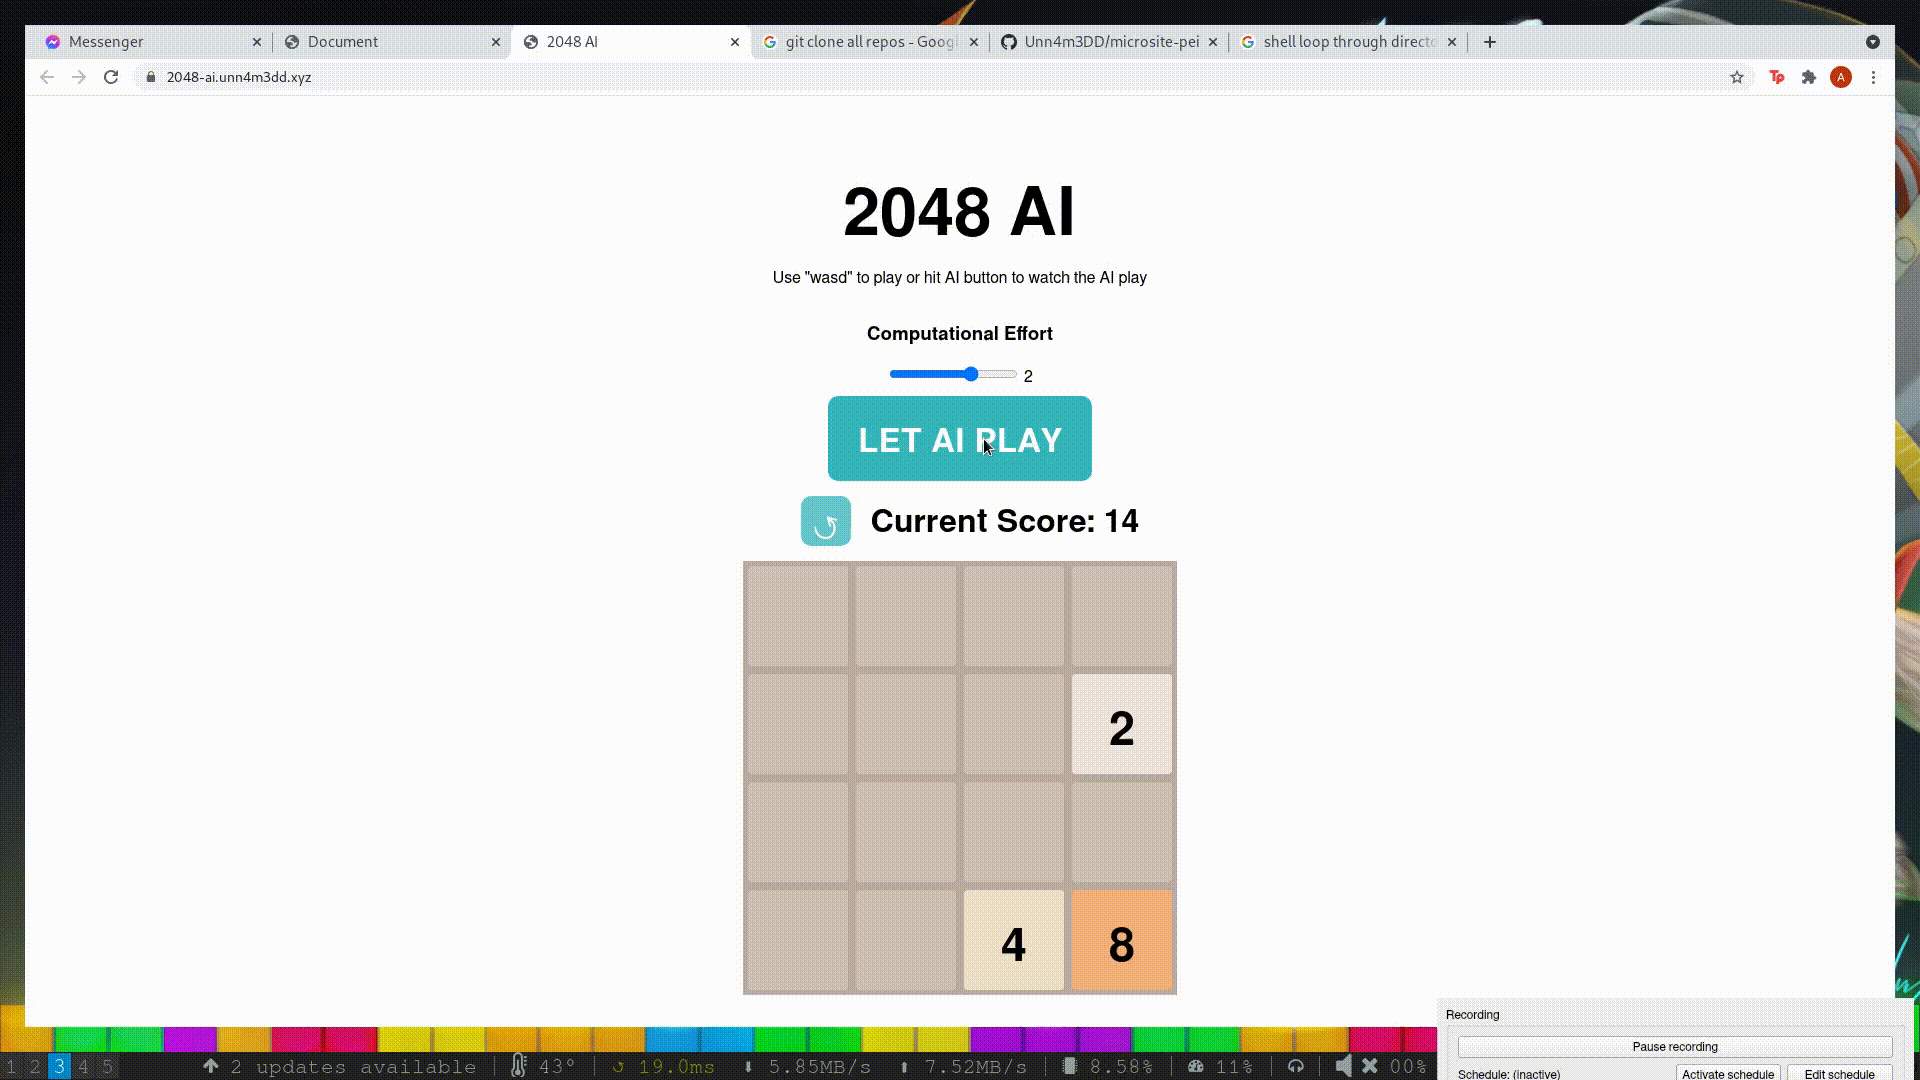 Messenger
Document
2048 AI
git clone all repos - Googl
Unn4m3DD/microsite-pei
shell loop through directo
2048-ai.unn4m3dd.xyz
Tp
A
2048 AI
Use "wasd" to play or hit AI button to watch the AI play
Computational Effort
2
LET AI PLAY
Current Score: 14
2
4 8
Recording
Pause recording
Schedule: (inactive)
Activate schedule
Edit schedule
1 2 3 4 5
2 updates available
43°
19.0ms
5.85MB/s
7.52MB/s
8.58%
11%
00%